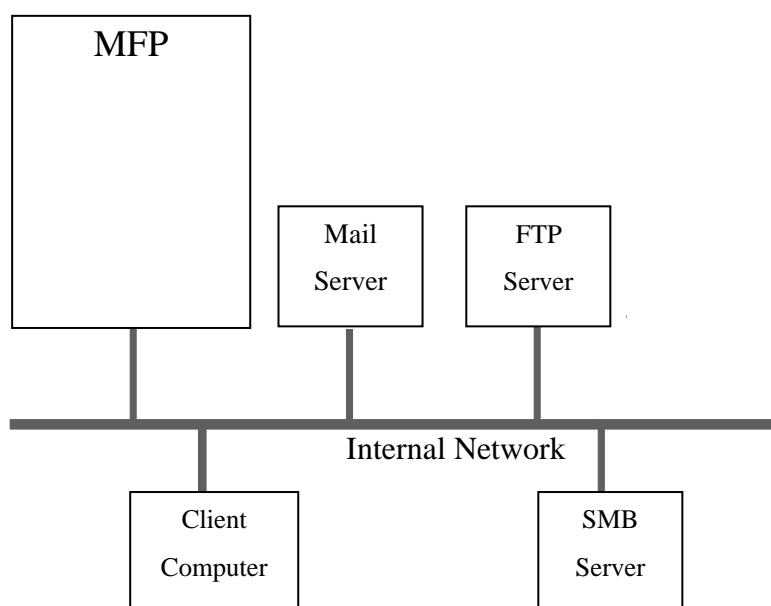 MFP
Mail
Server
FTP
Server
Internal Network
Client
Computer
SMB
Server